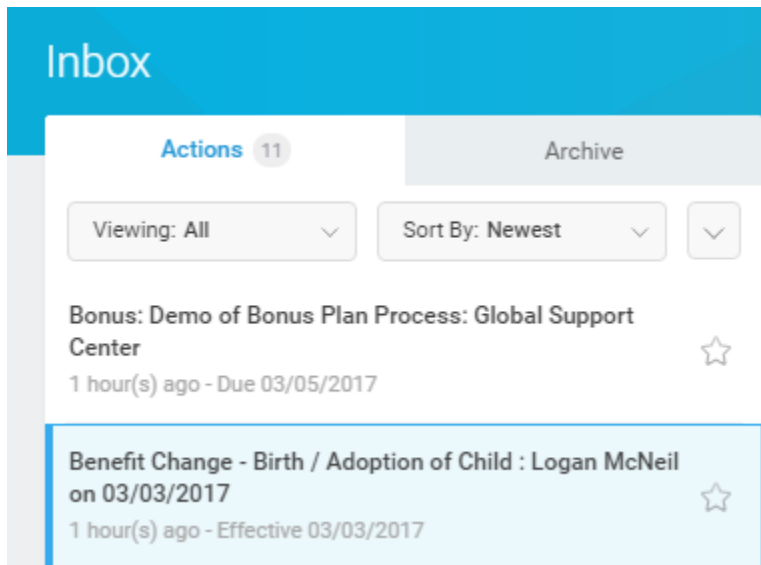 Inbox
Actions 11
Archive
Viewing: All
Sort By: Newest
Bonus: Demo of Bonus Plan Process: Global Support
Center
1 hour(s) ago - Due 03/05/2017
Benefit Change - Birth / Adoption of Child : Logan McNeil
on 03/03/2017
1 hour(s) ago - Effective 03/03/2017